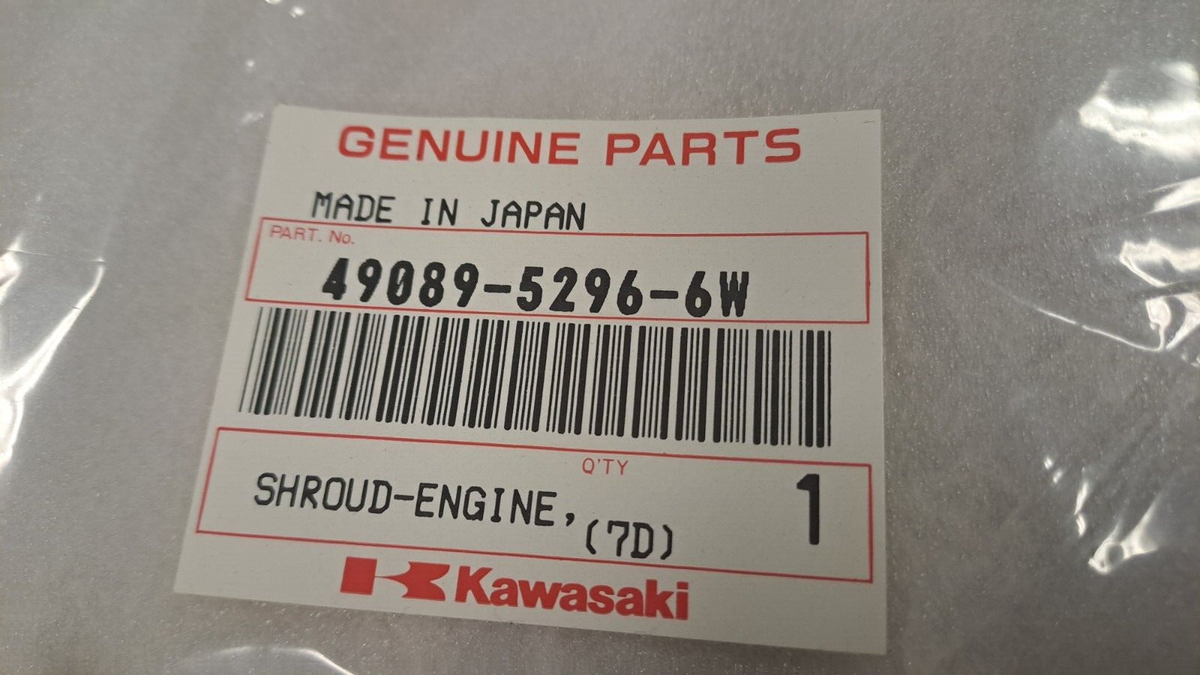 GENUINE PARTS
MADE IN JAPAN
PART. No.
49089-5296-6W
Q'TY
SHROUD-ENGINE, (7D) 1
Kawasaki